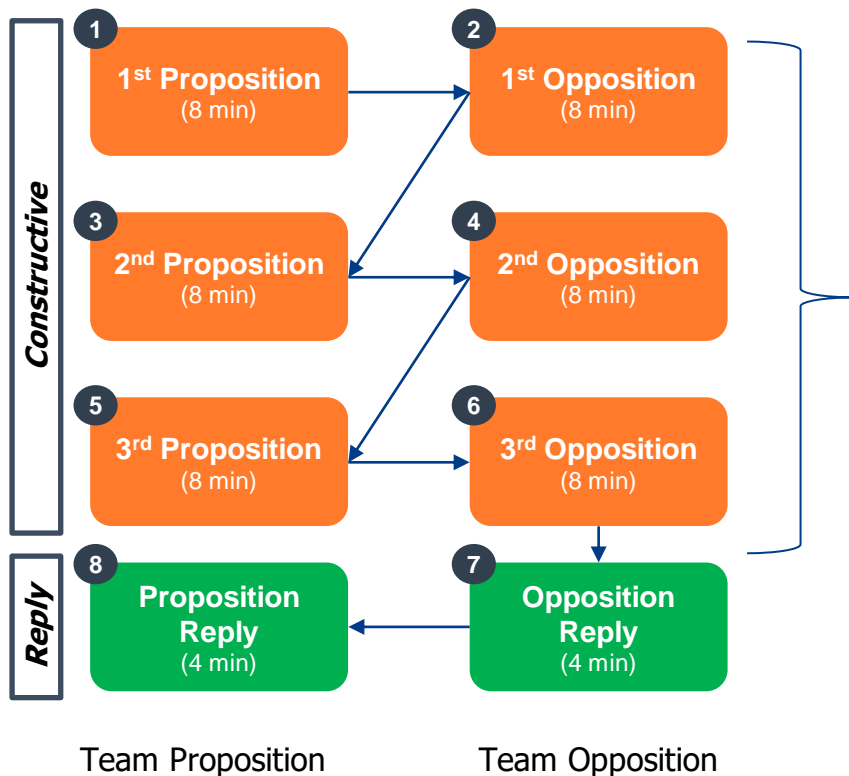 Constructive
1
1st Proposition
(8 min)
2
1st Opposition
(8 min)
3
2nd Proposition
(8 min)
4
2nd Opposition
(8 min)
5
3rd Proposition
(8 min)
6
3rd Opposition
(8 min)
Reply
8
Proposition
Reply
(4 min)
7
Opposition
Reply
(4 min)
Team Proposition
Team Opposition